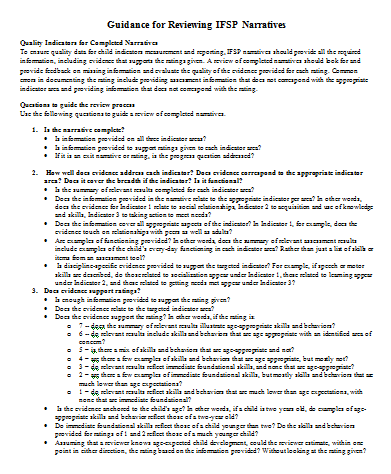 Guidance for Reviewing IFSP Narratives
Quality Indicators for Completed Narratives
To ensure quality data for child indicators measurement and reporting, IFSP narratives should provide all the required
information, including evidence that supports the ratings given. A review of completed narratives should look for and
provide feedback on missing information and evaluate the quality of the evidence provided for each rating. Common
errors in documenting the rating include providing assessment information that does not correspond with the appropriate
indicator area and providing information that does not correspond with the rating.
Questions to guide the review process
Use the following questions to guide a review of completed narratives.
1. Is the narrative complete?
• Is information provided on all three indicator areas?
• Is information provided to support ratings given to each indicator area?
• If it is an exit narrative or rating, is the progress question addressed?
2. How well does evidence address each indicator? Does evidence correspond to the appropriate indicator
area? Does it cover the breadth if the indicator? Is it functional?
• Is the summary of relevant results completed for each indicator area?
• Does the information provided in the narrative relate to the appropriate indicator per area? In other words,
does the evidence for Indicator 1 relate to social relationships, Indicator 2 to acquisition and use of knowledge
and skills, Indicator 3 to taking action to meet needs?
• Does the information cover all appropriate aspects of the indicator? In Indicator 1, for example, does the
evidence touch on relationships with peers as well as adults?
• Are examples of functioning provided? In other words, does the summary of relevant assessment results
include examples of the child's every-day functioning in each indicator area? Rather than just a list of skills or
items from an assessment tool?
• Is discipline-specific evidence provided to support the targeted indicator? For example, if speech or motor
skills are described, do those related to socialization appear under Indicator 1, those related to learning appear
under Indicator 2, and those related to getting needs met appear under Indicator 3?
3. Does evidence support ratings?
• Is enough information provided to support the rating given?
• Does the evidence relate to the targeted indicator area?
• Does the evidence support the rating? In other words, if the rating is:
o 7 – does the summary of relevant results illustrate age-appropriate skills and behaviors?
o 6 – do relevant results include skills and behaviors that are age appropriate with an identified area of
concern?
o 5 – is there a mix of skills and behaviors that are age-appropriate and not?
o 4 – are there a few examples of skills and behaviors that are age appropriate, but mostly not?
o 3 – do relevant results reflect immediate foundational skills, and none that are age-appropriate?
o 2 – are there a few examples of immediate foundational skills, but mostly skills and behaviors that are
much lower than age expectations?
o 1 – do relevant results reflect skills and behaviors that are much lower than age expectations, with
none that are immediate foundational?
• Is the evidence anchored to the child's age? In other words, if a child is two years old, do examples of age-
appropriate skills and behavior reflect those of a two-year old?
• Do immediate foundational skills reflect those of a child younger than two? Do the skills and behaviors
provided for ratings of 1 and 2 reflect those of a much younger child?
• Assuming that a reviewer knows age-expected child development, could the reviewer estimate, within one
point in either direction, the rating based on the information provided? Without looking at the rating given?